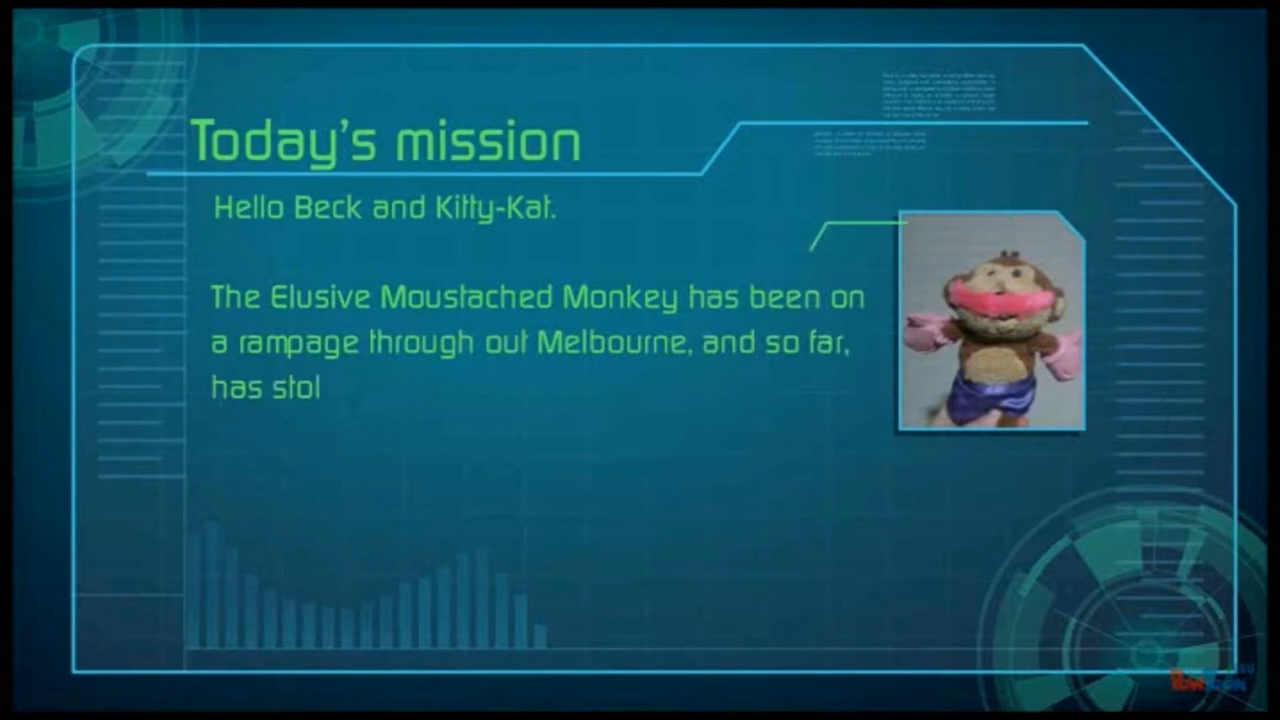 Today's mission
Hello Beck and Kitty-Kat.
The Elusive Moustached Monkey has been on
a rampage through out Melbourne, and so far,
has stol